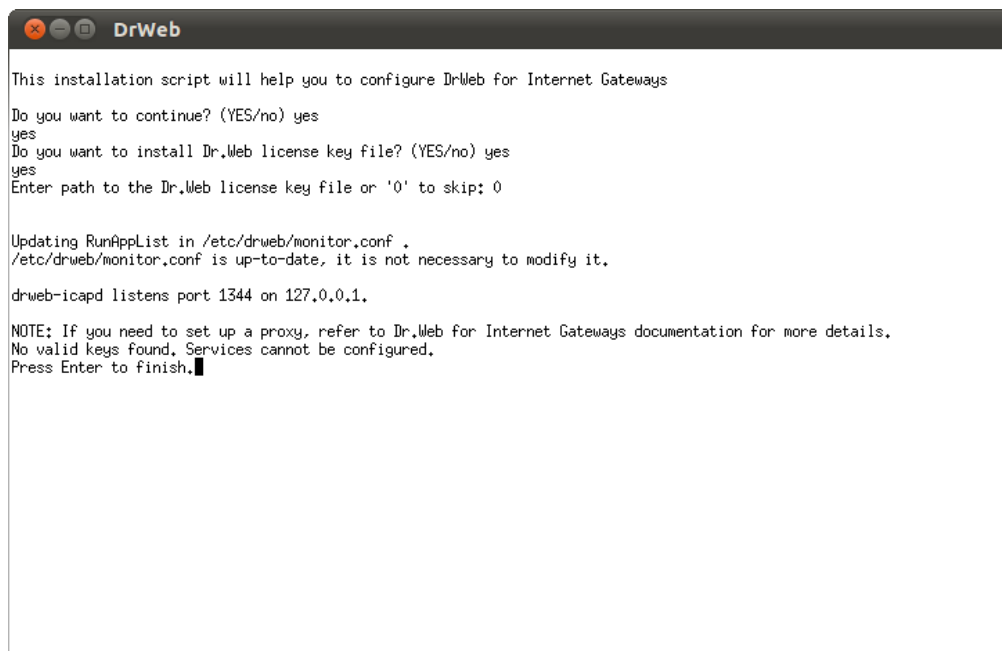 DrWeb
This installation script will help you to configure DrWeb for Internet Gateways
Do you want to continue? (YES/no) yes
yes
Do you want to install Dr.Web license key file? (YES/no) yes
yes
Enter path to the Dr.Web license key file or '0' to skip: 0
Updating RunAppList in /etc/drweb/monitor.conf .
/etc/drweb/monitor.conf is up-to-date, it is not necessary to modify it.
drweb-icapd listens port 1344 on 127.0.0.1.
NOTE: If you need to set up a proxy, refer to Dr.Web for Internet Gateways documentation for more details.
No valid keys found. Services cannot be configured.
Press Enter to finish.